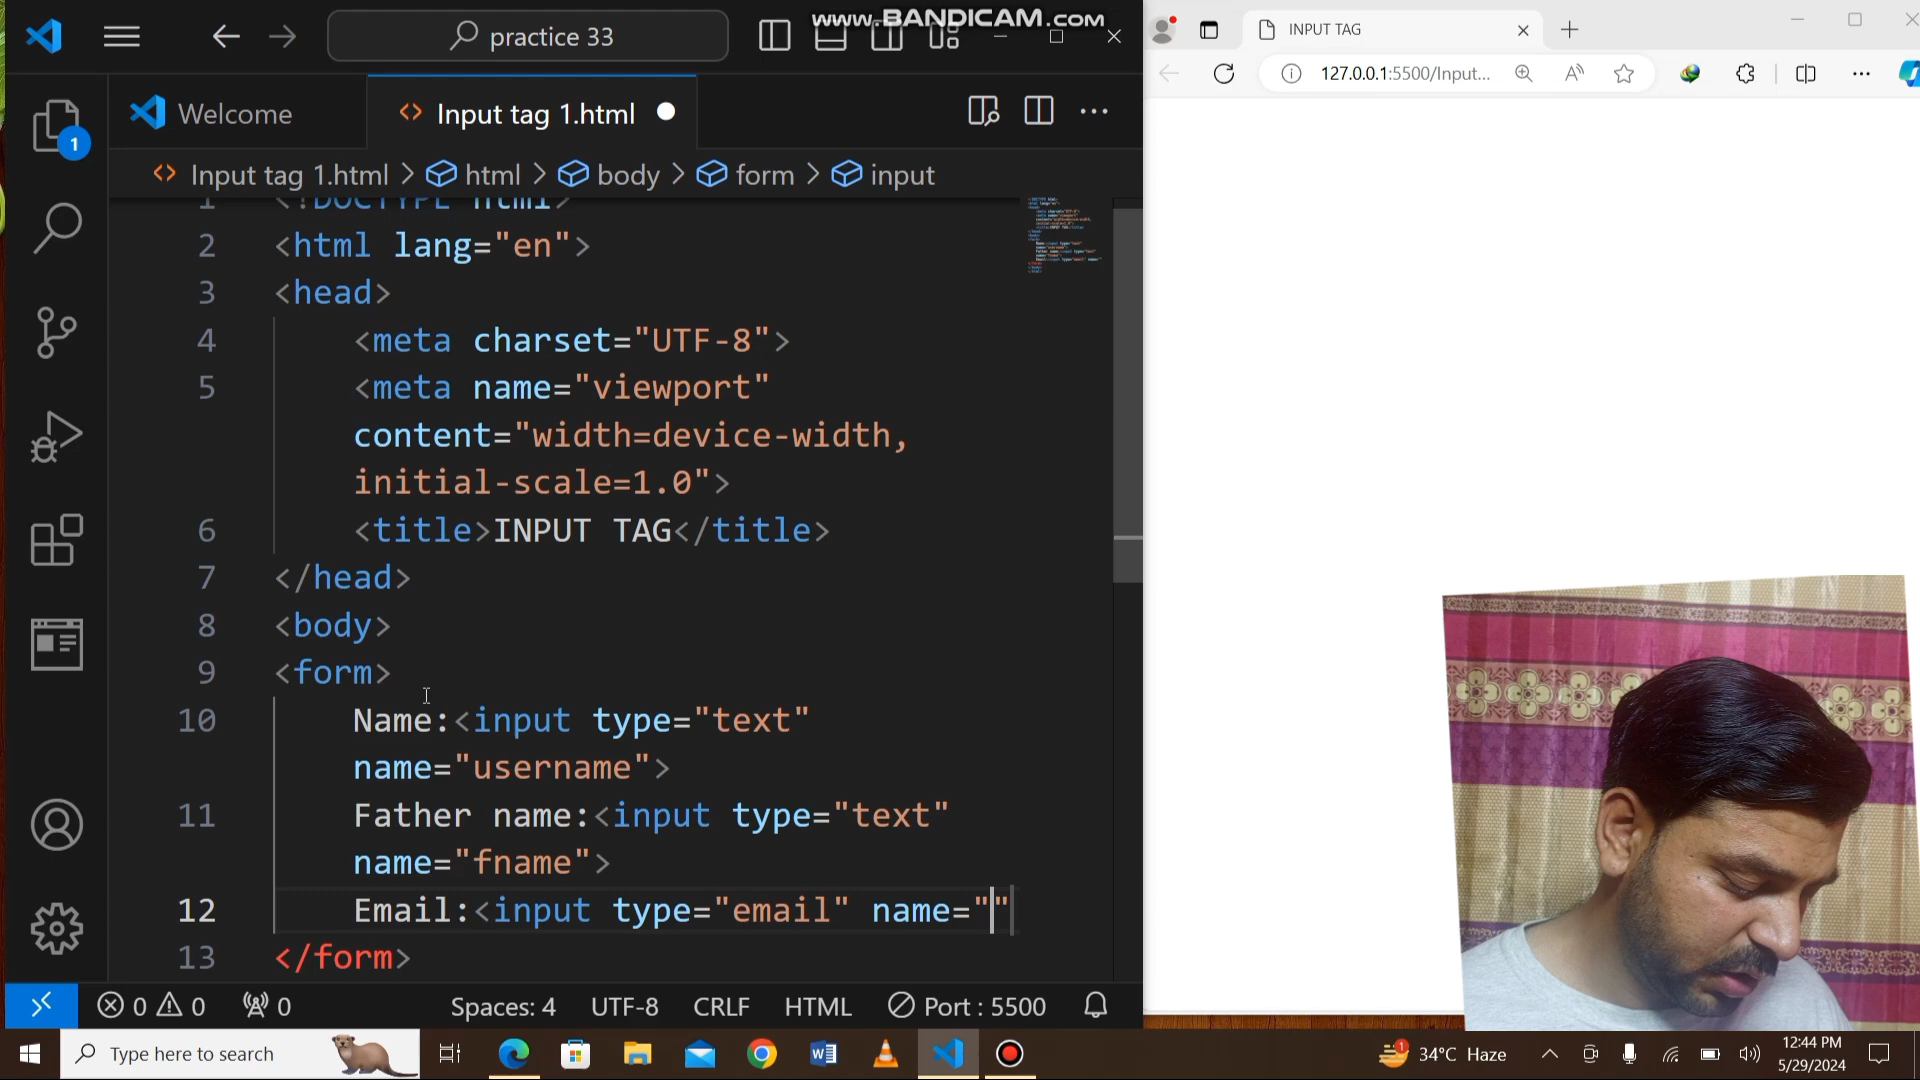 www.BANDICAM.com
practice 33
INPUT TAG
127.0.0.1:5500/Input...
Welcome
Input tag 1.html
1
Input tag 1.html > html > body > form > input
1 <!DOCTYPE html>
2 <html lang="en">
3 <head>
4 <meta charset="UTF-8">
5 <meta name="viewport"
content="width=device-width,
initial-scale=1.0">
6 <title>INPUT TAG</title>
7 </head>
8 <body>
9 <form>
10 Name:<input type="text"
name="username">
11 Father name:<input type="text"
name="fname">
12 Email:<input type="email" name=""
13 </form>
0 0 0 Spaces: 4 UTF-8 CRLF HTML Port : 5500
Type here to search
1 34°C Haze
12:44 PM
5/29/2024